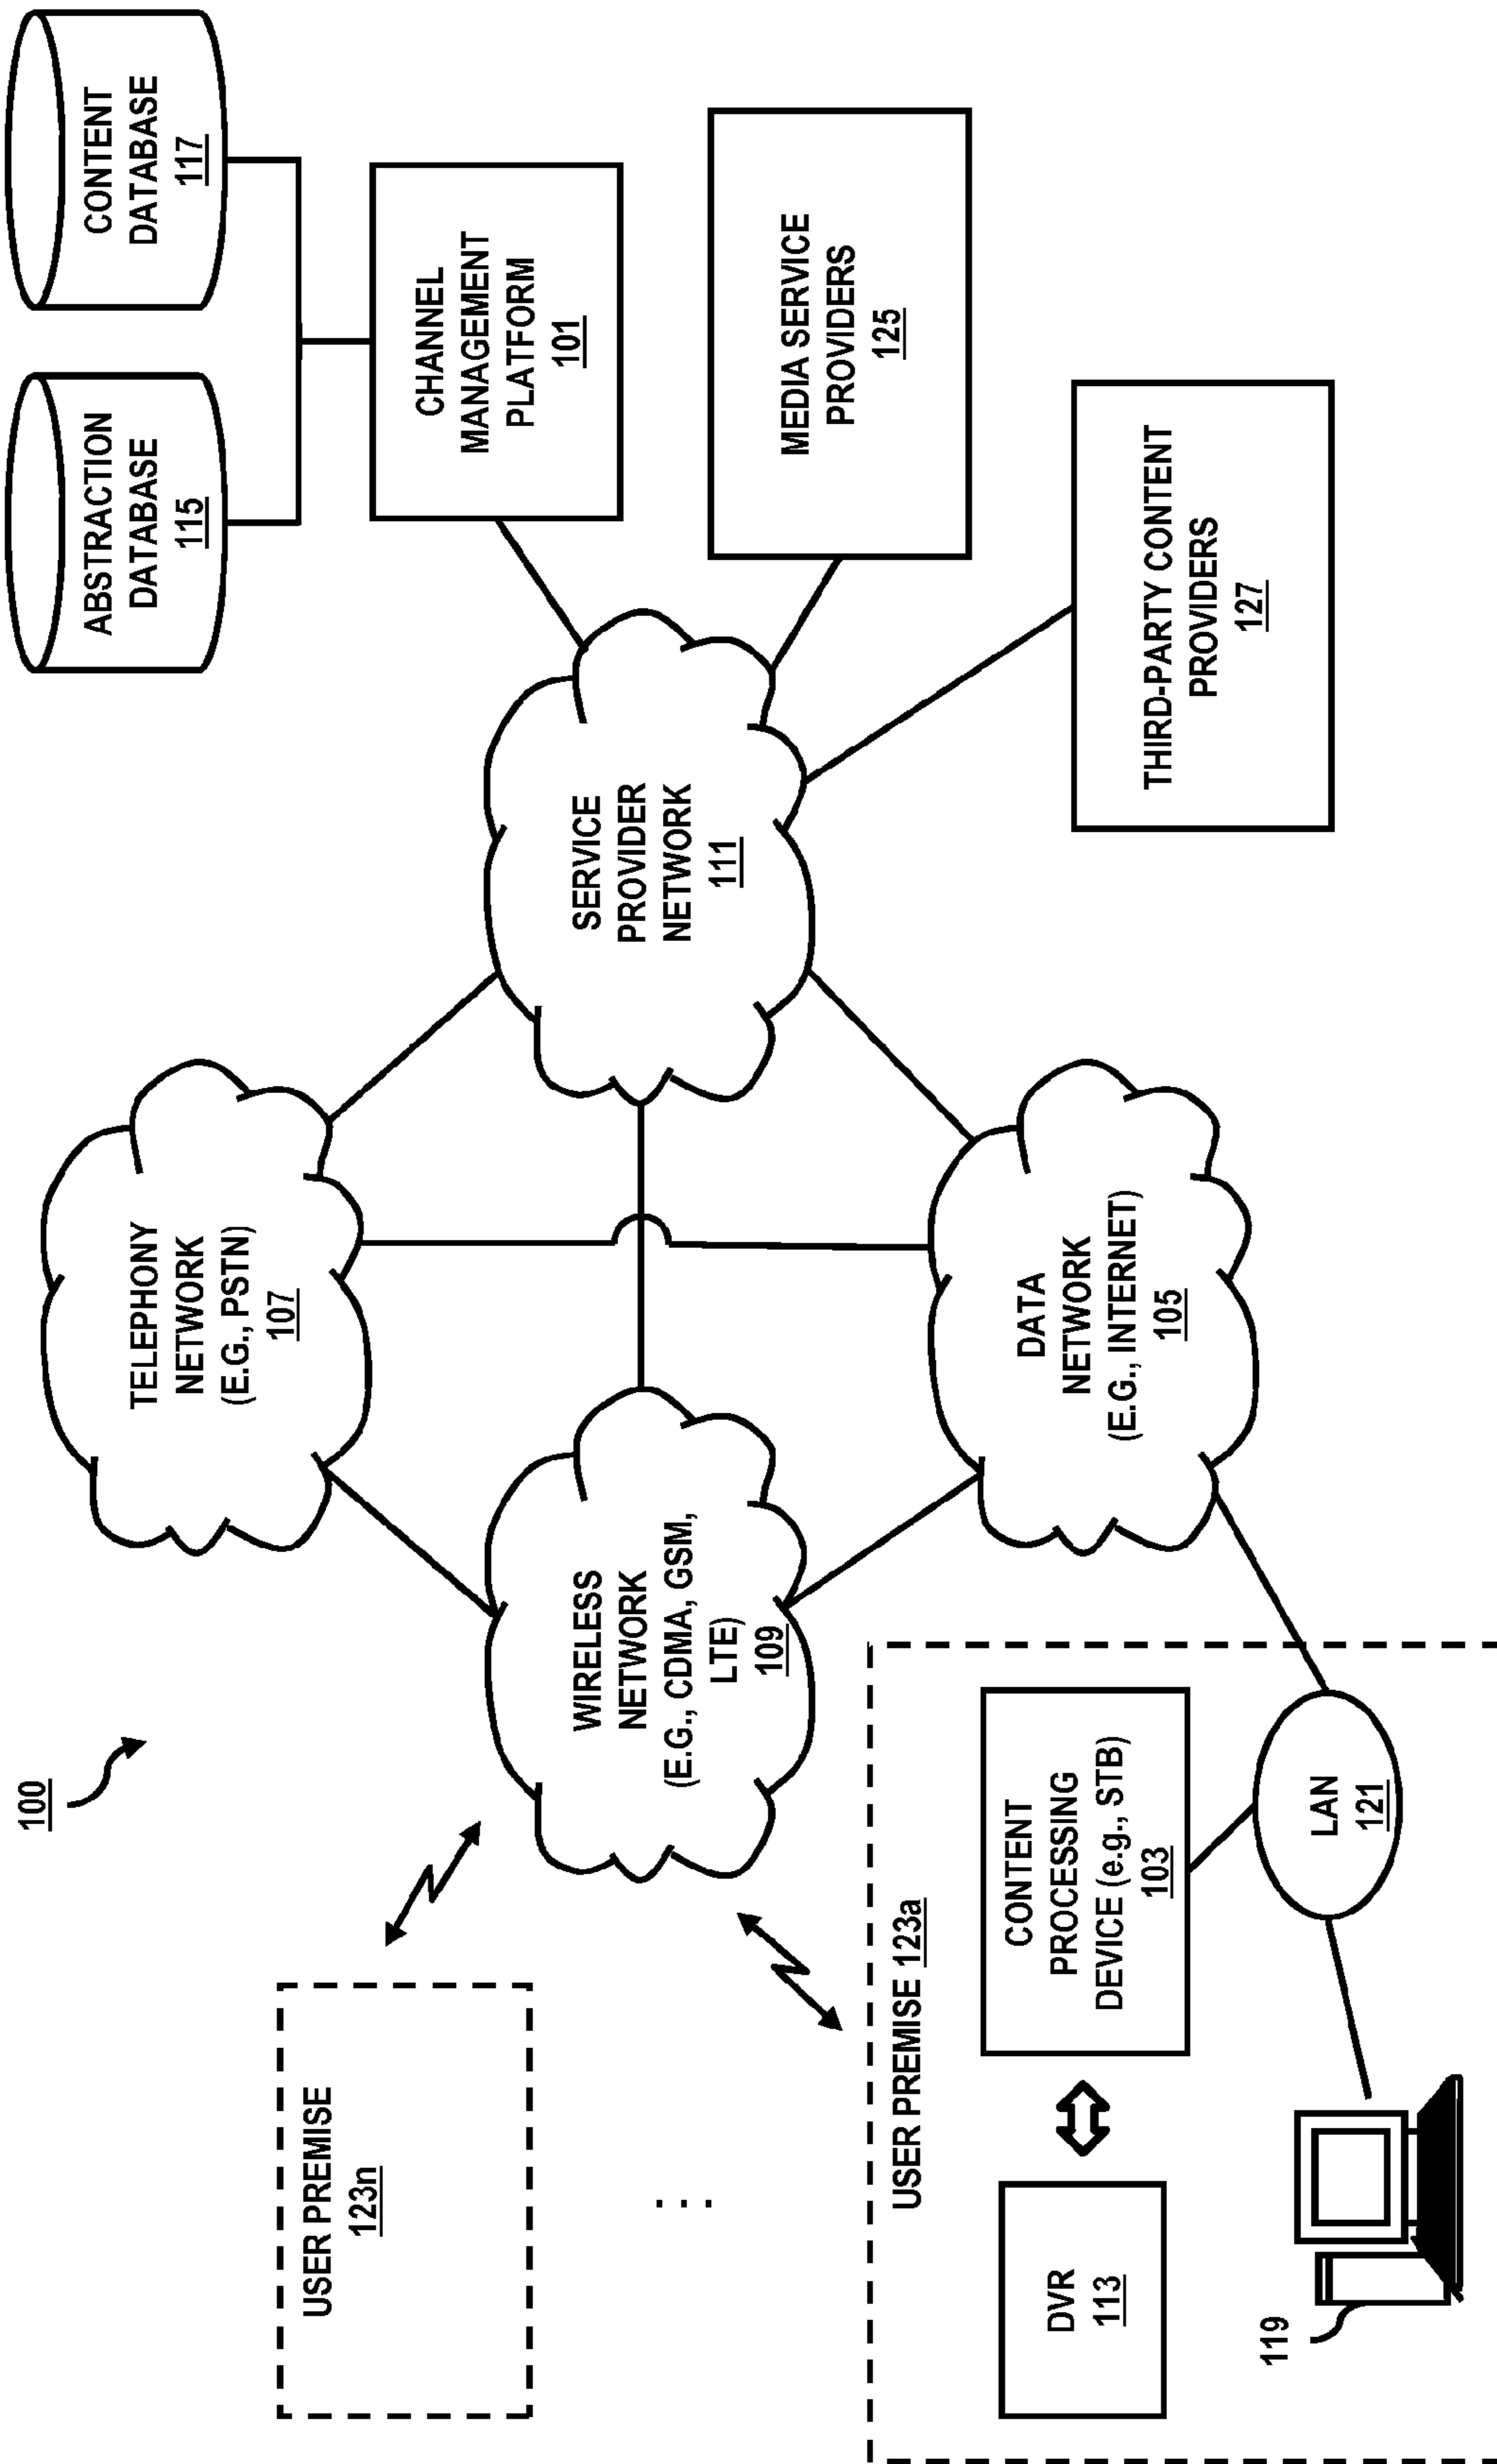 100
TELEPHONY
NETWORK
(E.G., PSTN)
107
ABSTRACTION
DATABASE
115
CONTENT
DATABASE
117
CHANNEL
MANAGEMENT
PLATFORM
101
USER PREMISE
123n
WIRELESS
NETWORK
(E.G., CDMA, GSM,
LTE)
109
SERVICE
PROVIDER
NETWORK
111
MEDIA SERVICE
PROVIDERS
125
. . .
USER PREMISE 123a
DVR
113
CONTENT
PROCESSING
DEVICE (e.g., STB)
103
DATA
NETWORK
(E.G., INTERNET)
105
THIRD-PARTY CONTENT
PROVIDERS
127
119
LAN
121